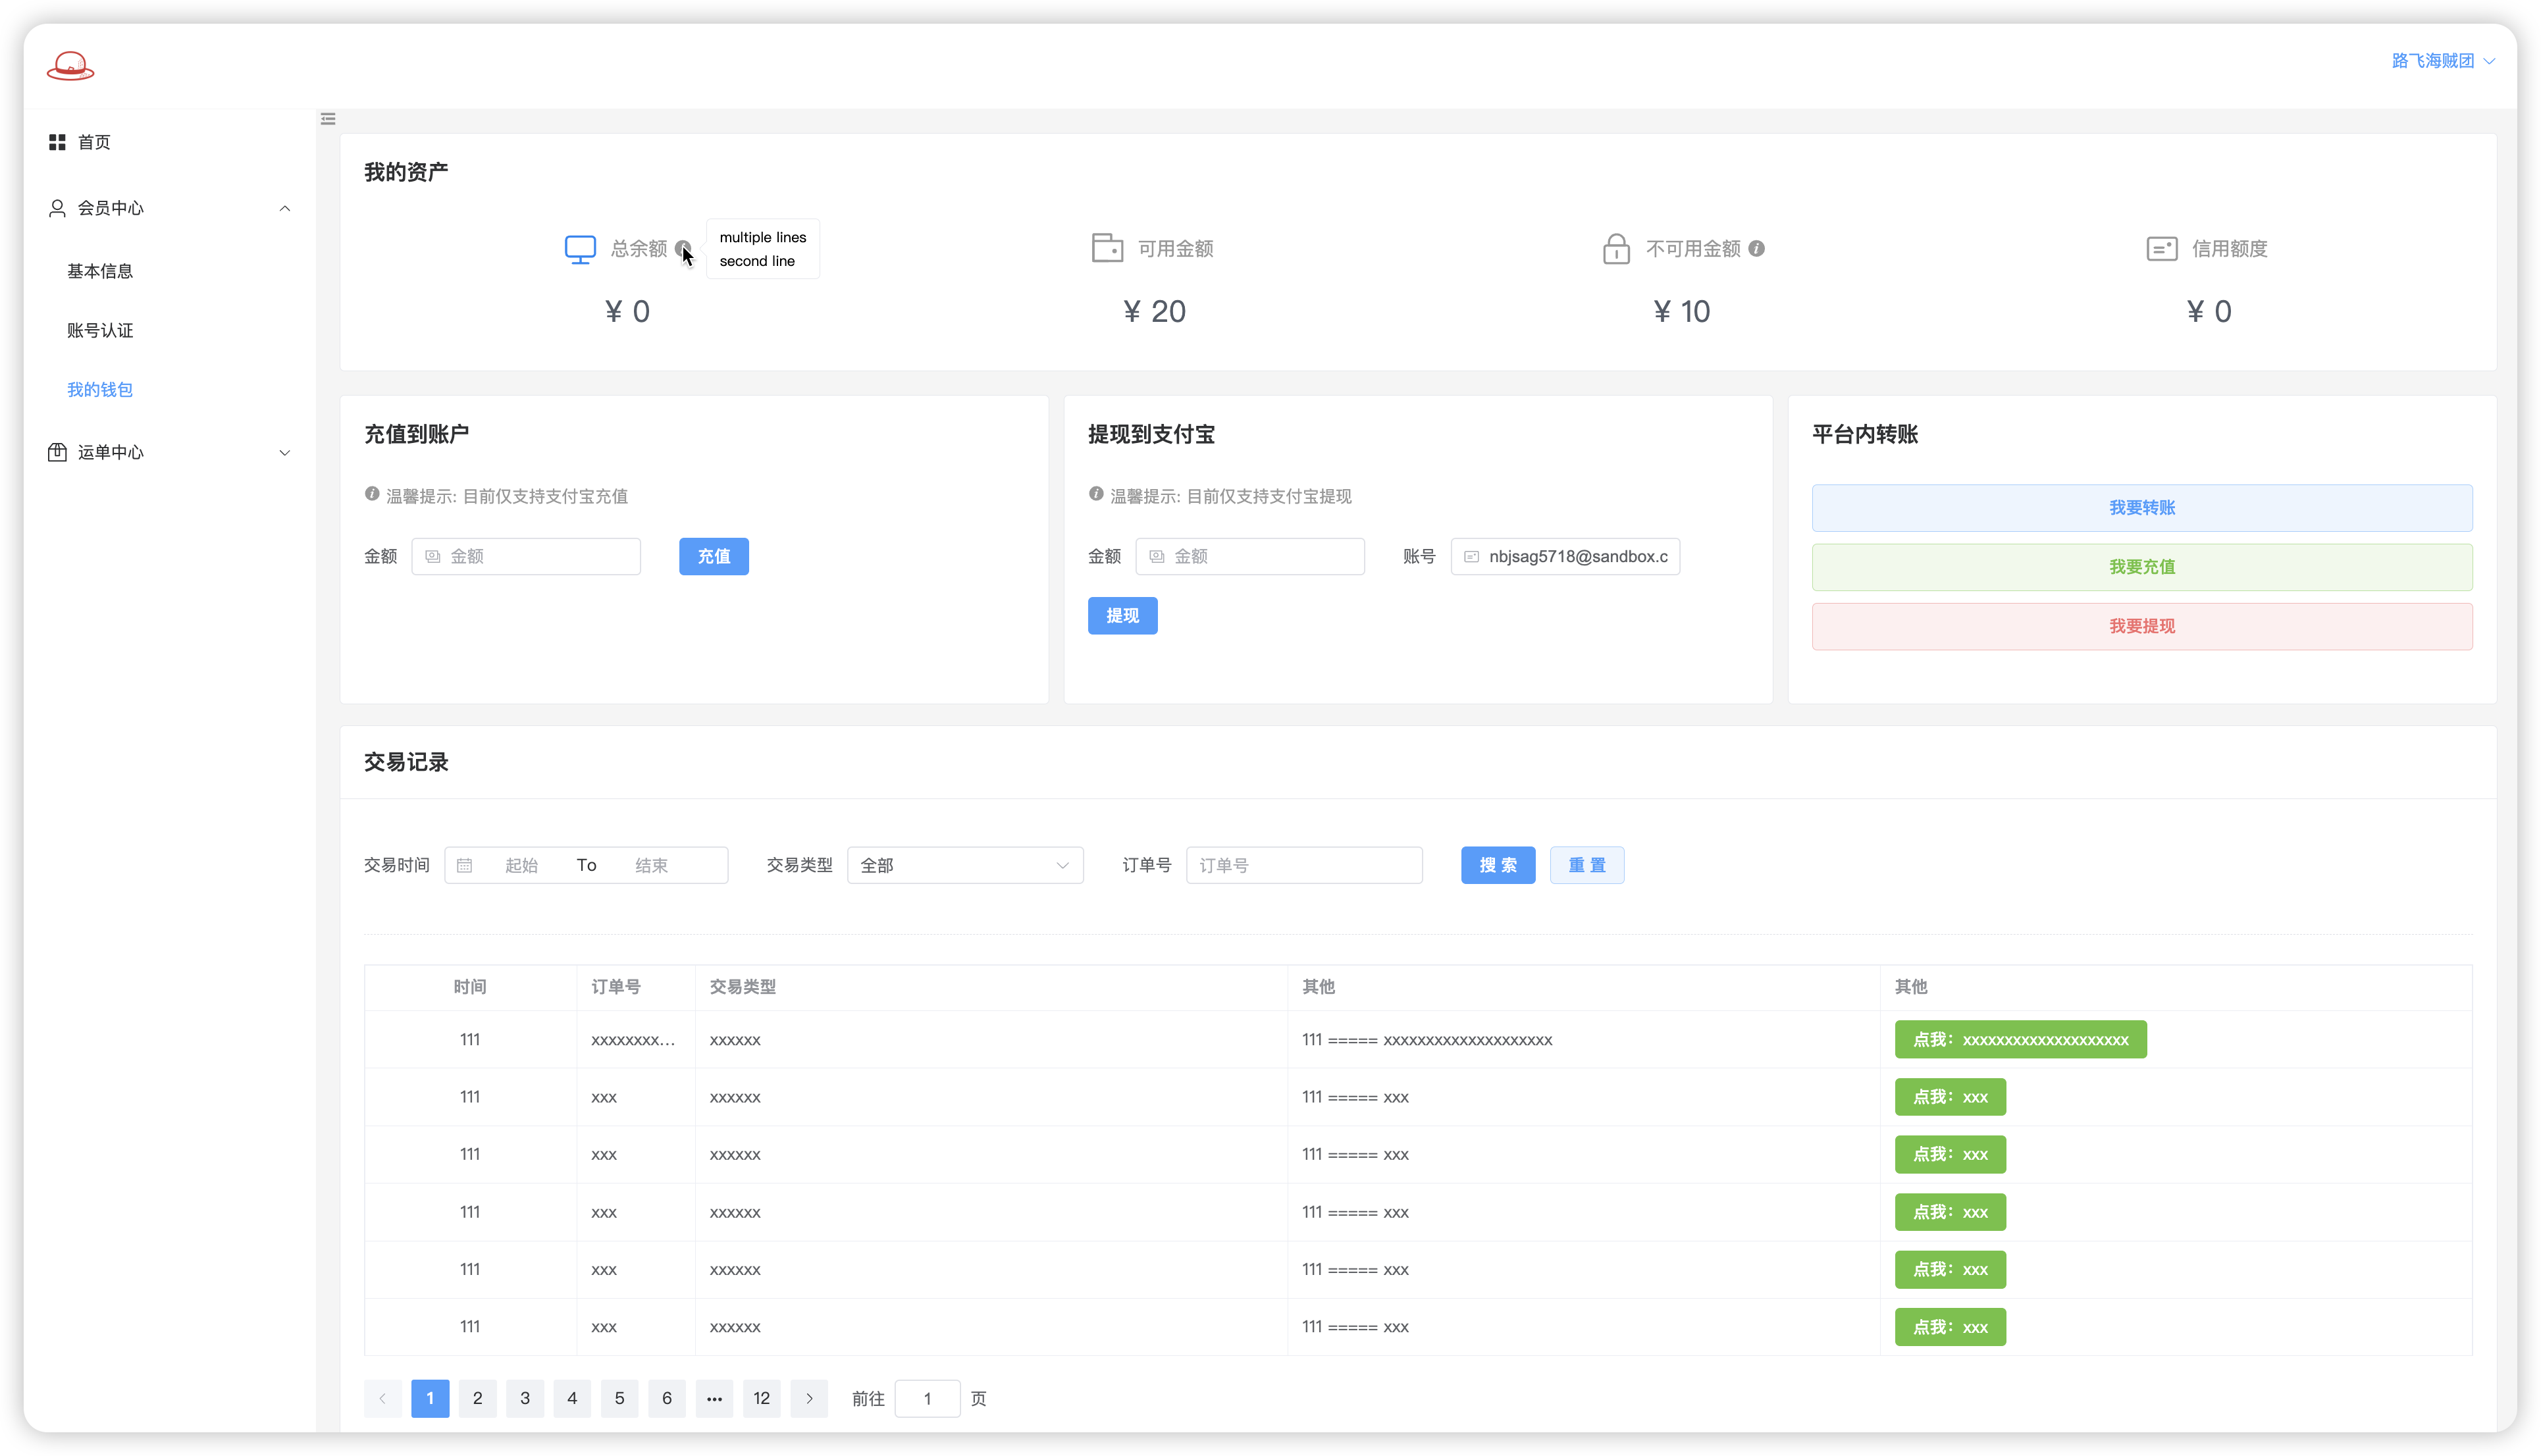 路飞海贼团
首页
会员中心
基本信息
账号认证
我的钱包
运单中心
我的资产
总余额
multiple lines
second line
可用金额
不可用金额
信用额度
¥ 0
¥ 20
¥ 10
¥ 0
充值到账户
温馨提示: 目前仅支持支付宝充值
金额 金额 充值
提现到支付宝
温馨提示: 目前仅支持支付宝提现
金额 金额 账号 nbjsag5718@sandbox.c
提现
平台内转账
我要转账
我要充值
我要提现
交易记录
交易时间 起始 To 结束 交易类型 全部 订单号 订单号 搜 索 重 置
时间 订单号 交易类型 其他 其他
111 xxxxxxxx... xxxxxx 111 ===== xxxxxxxxxxxxxxxxxxxx 点我：xxxxxxxxxxxxxxxxxxxx
111 xxx xxxxxx 111 ===== xxx 点我：xxx
111 xxx xxxxxx 111 ===== xxx 点我：xxx
111 xxx xxxxxx 111 ===== xxx 点我：xxx
111 xxx xxxxxx 111 ===== xxx 点我：xxx
111 xxx xxxxxx 111 ===== xxx 点我：xxx
1 2 3 4 5 6 ... 12 前往 1 页